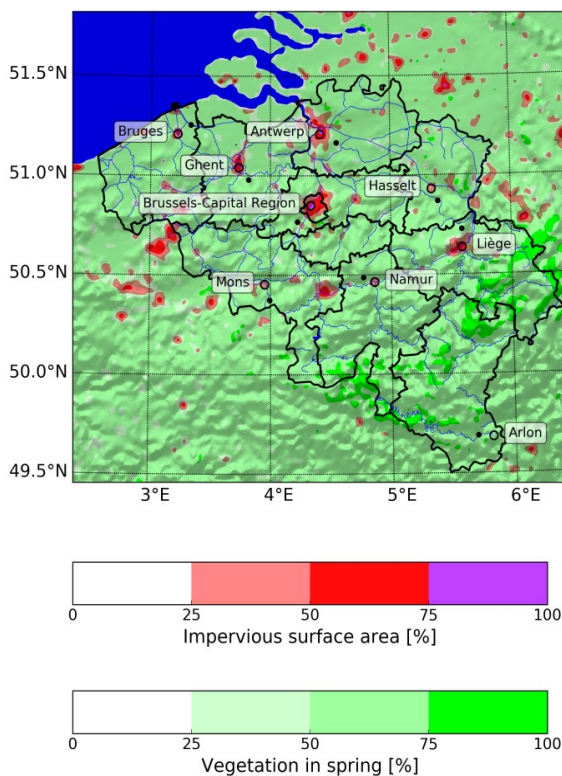 51.5°N
Bruges
Antwerp
51.0°N
Ghent
Hasselt
Brussels-Capital Region
Liège
50.5°N
Mons
Namur
50.0°N
Arlon
49.5°N
3°E 4°E 5°E 6°E
0 25 50 75 100
Impervious surface area [%]
0 25 50 75 100
Vegetation in spring [%]